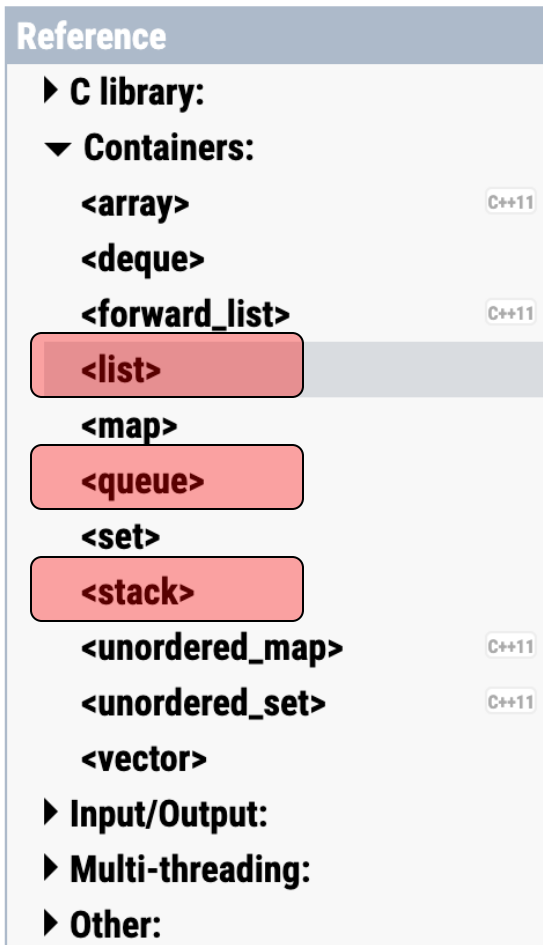 Reference
C library:
Containers:
<array> C++11
<deque>
<forward_list> C++11
<list>
<map>
<queue>
<set>
<stack>
<unordered_map> C++11
<unordered_set> C++11
<vector>
Input/Output:
Multi-threading:
Other: